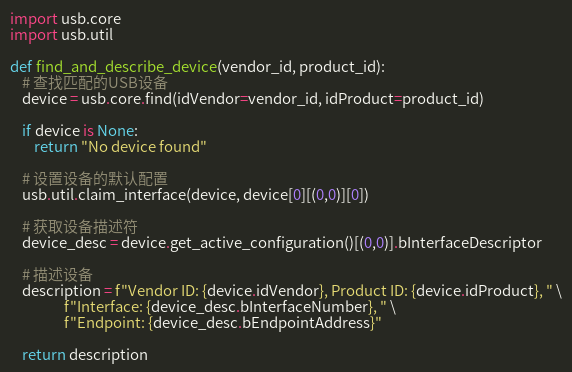 import usb.core
import usb.util
def find_and_describe_device(vendor_id, product_id):
# 查找匹配的USB设备
device = usb.core.find(idVendor=vendor_id, idProduct=product_id)
if device is None:
return "No device found"
# 设置设备的默认配置
usb.util.claim_interface(device, device[0][(0,0)][0])
# 获取设备描述符
device_desc = device.get_active_configuration()[(0,0)].bInterfaceDescriptor
# 描述设备
description = f"Vendor ID: {device.idVendor}, Product ID: {device.idProduct}, " \
f"Interface: {device_desc.bInterfaceNumber}, " \
f"Endpoint: {device_desc.bEndpointAddress}"
return description